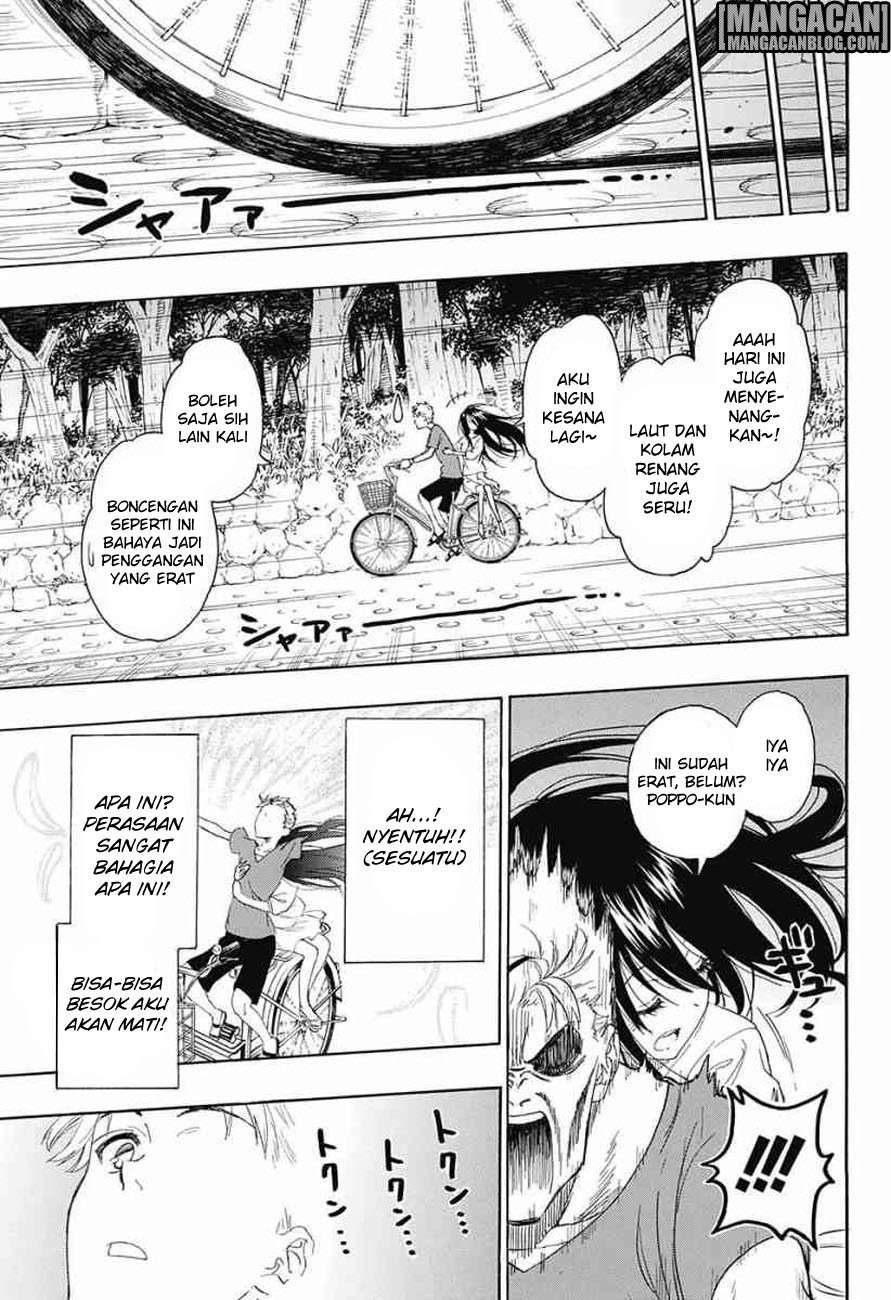 MANGACAN
MANGACANBLOG.COM
シャアァ
AAAH
HARI INI
JUGA
MENYE-
NANG-
KAN~!
LAUT DAN
KOLAM
RENANG
JUGA
SERU!
AKU
INGIN
KESANA
LAGI~
BOLEH
SAJA SIH
LAIN KALI
BONCENGAN
SEPERTI INI
BAHAYA JADI
PENGGANGAN
YANG ERAT
シャアァ
IYA
IYA
INI SUDAH
ERAT, BELUM?
POPPO-KUN
ギュ…
!!!
AH...!
NYENTUH!!
(SESUATU)
APA INI?
PERASAAN
SANGAT
BAHAGIA
APA INI!
BISA-BISA
BESOK AKU
AKAN MATI!
トクン…
トクン…
トクン…